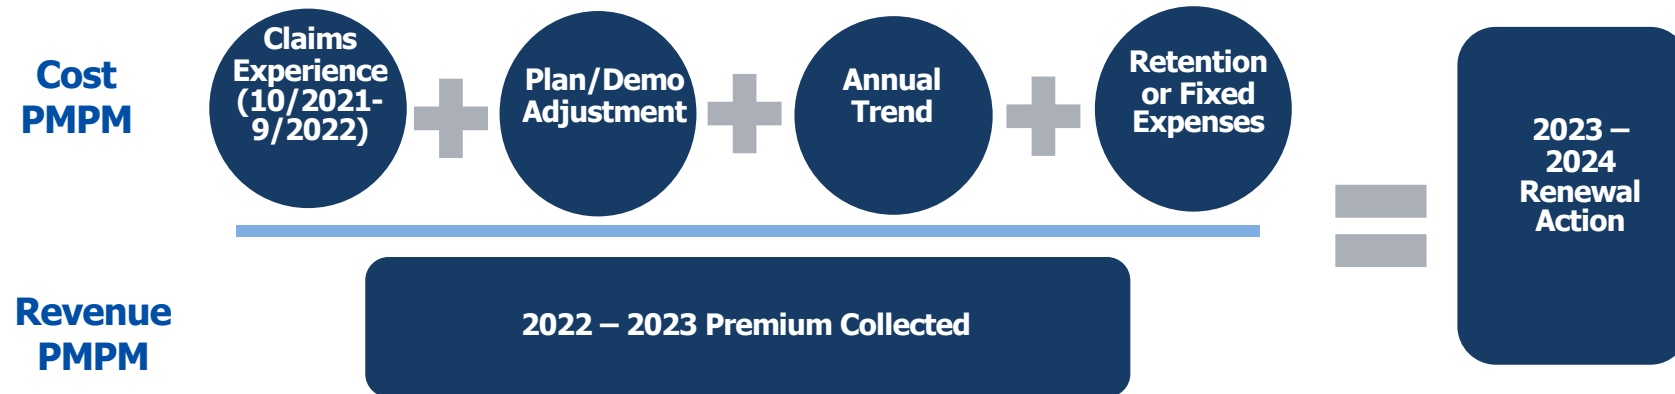 Cost
PMPM
Claims
Experience
(10/2021-
9/2022)
Plan/Demo
Adjustment
Annual
Trend
Retention
or Fixed
Expenses
2023 –
2024
Renewal
Action
Revenue
PMPM
2022 – 2023 Premium Collected